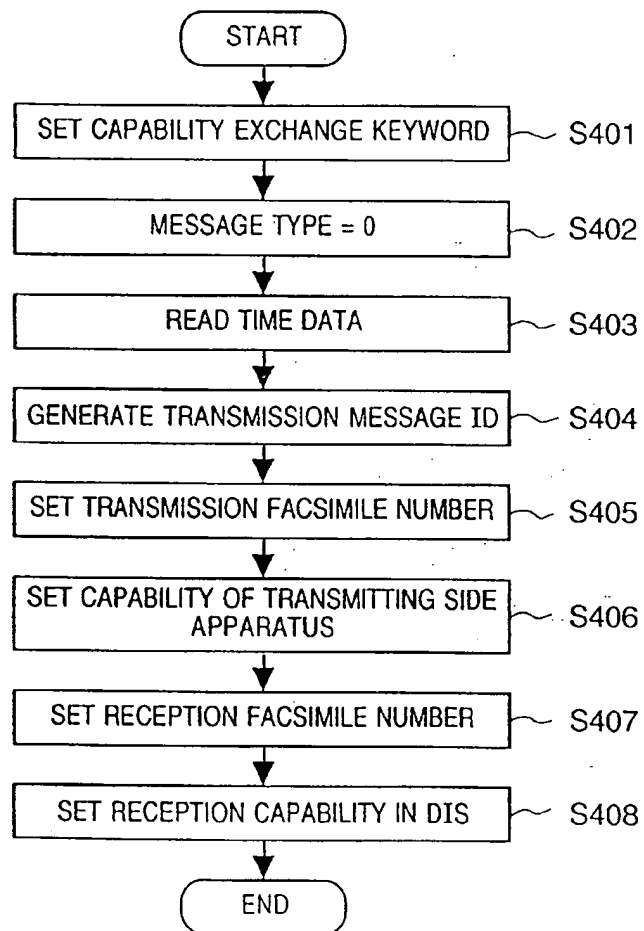 START
SET CAPABILITY EXCHANGE KEYWORD S401
MESSAGE TYPE = 0 S402
READ TIME DATA S403
GENERATE TRANSMISSION MESSAGE ID S404
SET TRANSMISSION FACSIMILE NUMBER S405
SET CAPABILITY OF TRANSMITTING SIDE
APPARATUS S406
SET RECEPTION FACSIMILE NUMBER S407
SET RECEPTION CAPABILITY IN DIS S408
END